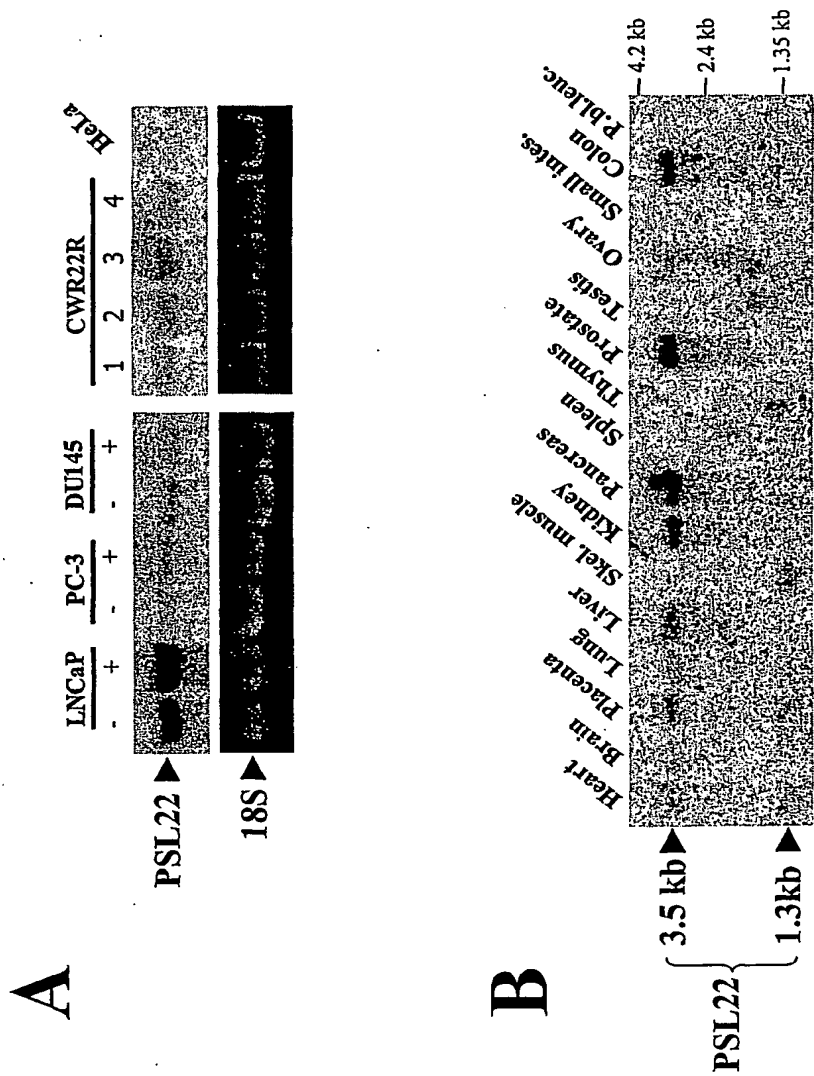 A
LNCaP PC-3 DU145 CWR22R HeLa
- + - + - + 1 2 3 4
PSL22
18S
B
Heart Brain Placenta Lung Liver Skel. muscle Kidney Pancreas Spleen Thymus Prostate Testis Ovary Small intes. Colon P.bl.leuc.
3.5 kb
1.3kb
PSL22
4.2 kb
2.4 kb
1.35 kb